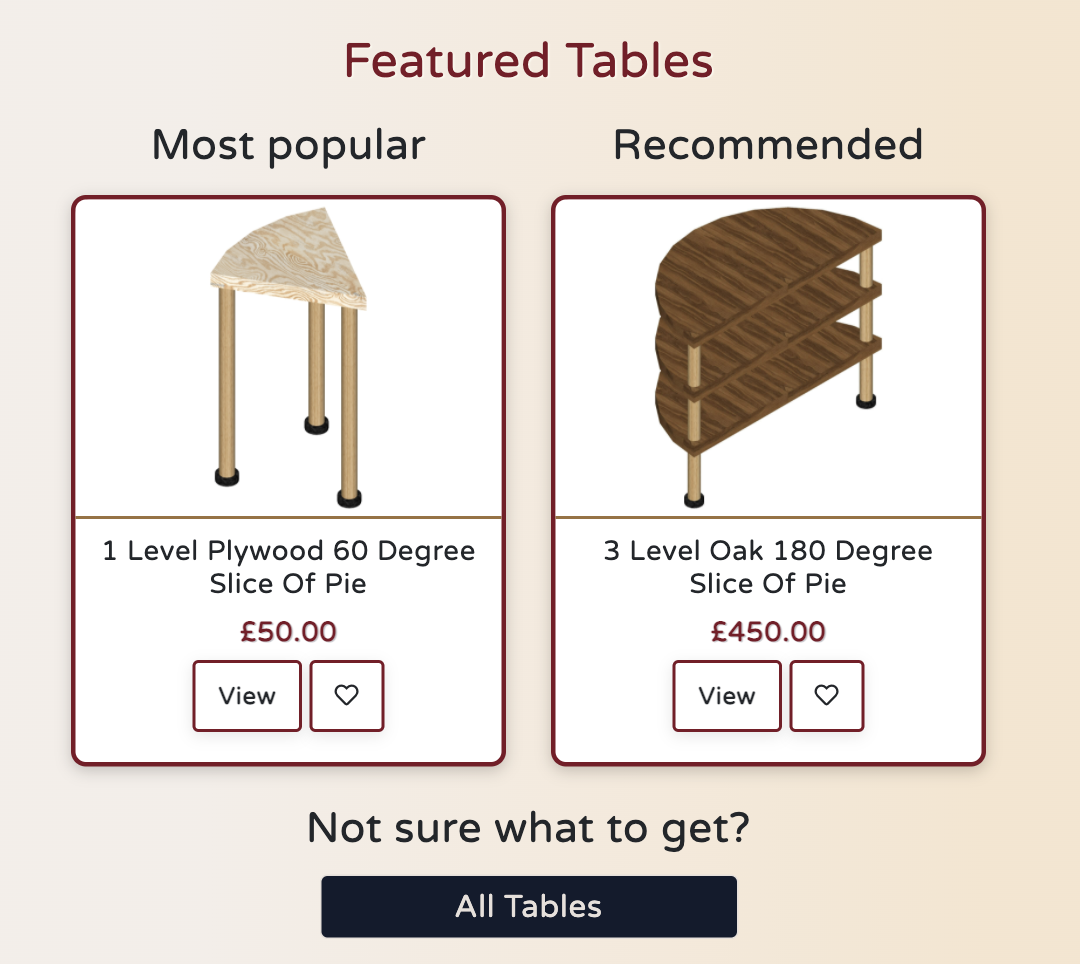 Featured Tables
Most popular
Recommended
1 Level Plywood 60 Degree
Slice Of Pie
£50.00
View
3 Level Oak 180 Degree
Slice Of Pie
£450.00
View
Not sure what to get?
All Tables